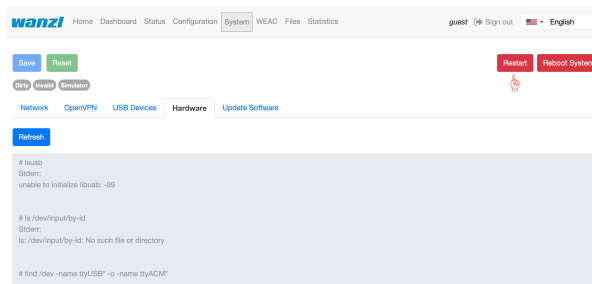 wanzl Home Dashboard Status Configuration System WEAC Files Statistics guest Sign out English
Save Reset Restart Reboot System
Dirty Invalid Simulator
Network OpenVPN USB Devices Hardware Update Software
Refresh
# lsusb
Stderr:
unable to initialize libusb: -99
# ls /dev/input/by-id
Stderr:
ls: /dev/input/by-id: No such file or directory
# find /dev -name ttyUSB* -o -name ttyACM*